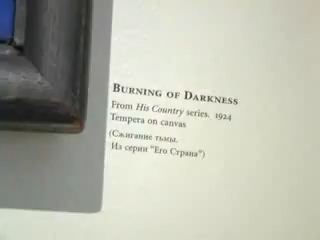 BURNING OF DARKNESS
From His Country series. 1924
Tempera on canvas
(Сжигание тьмы.
Из серии "Его Страна")